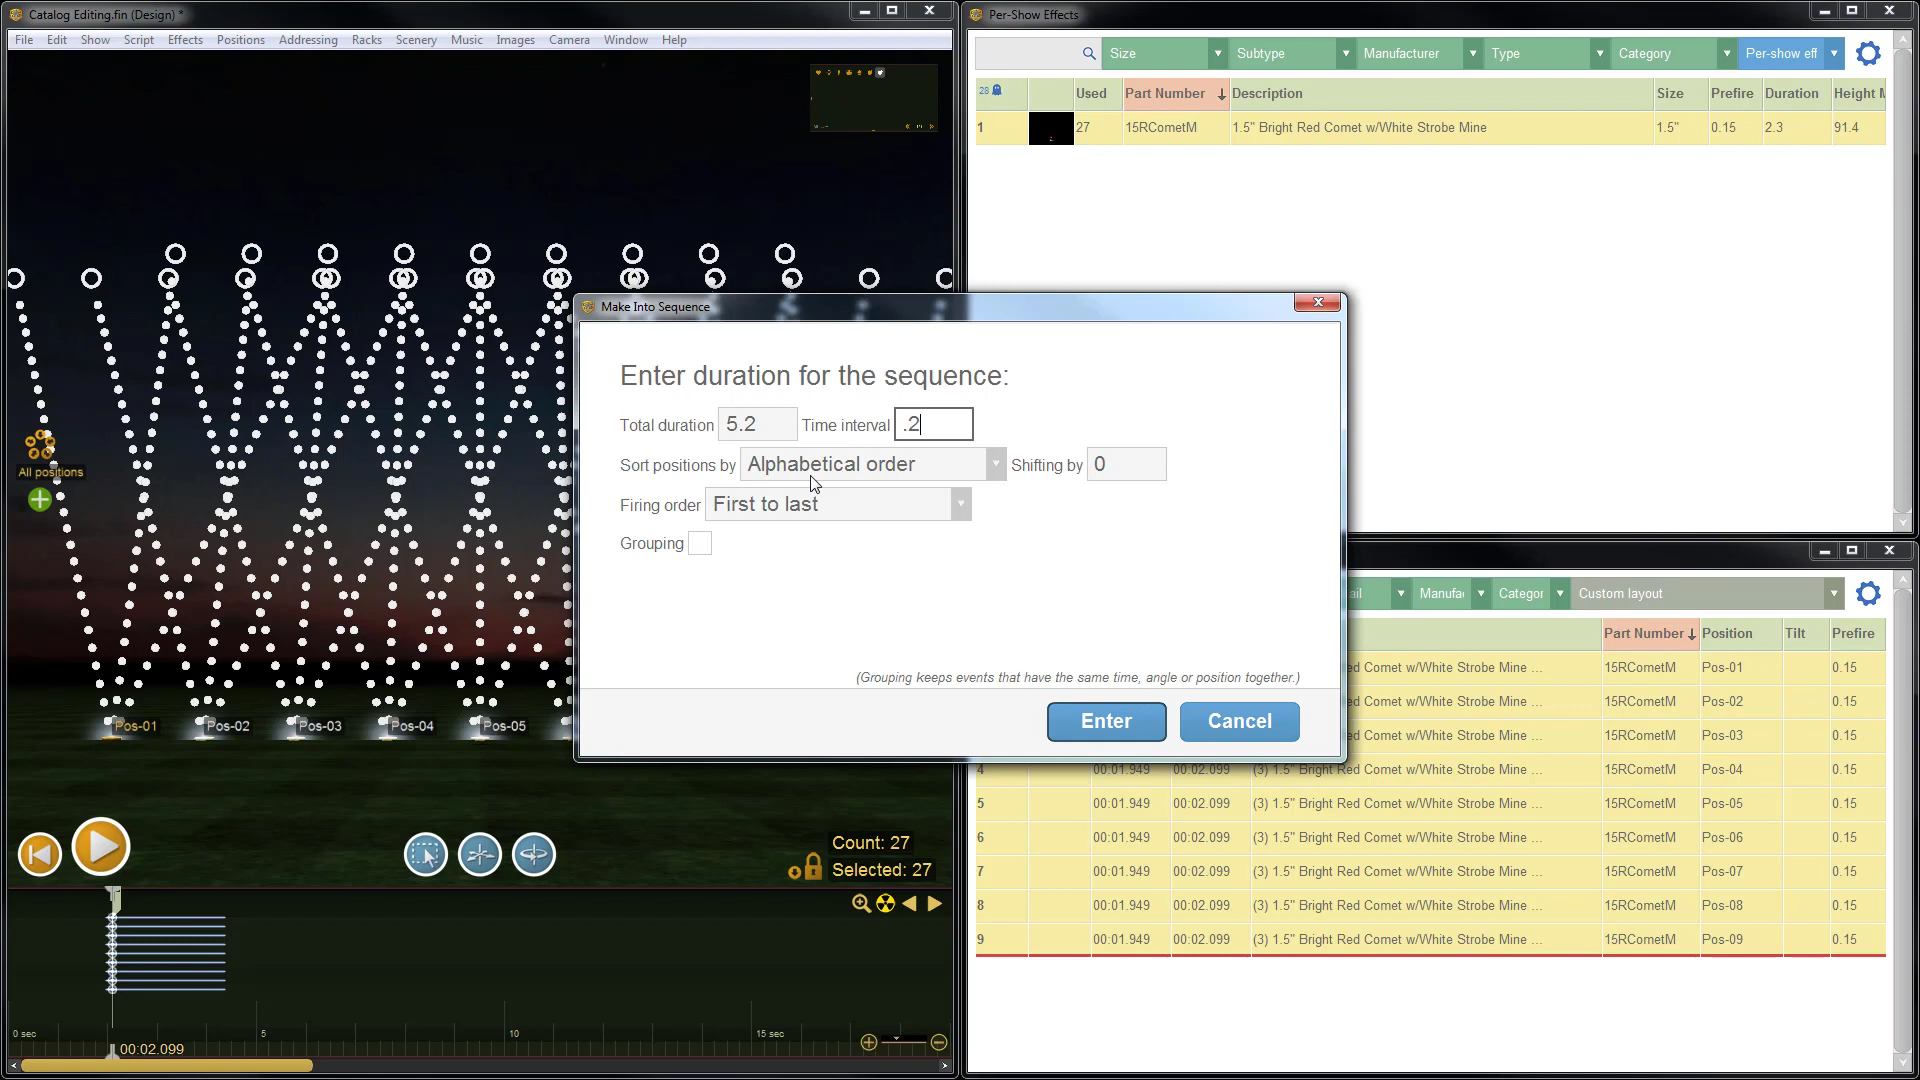 Catalog Editing.fin (Design) *
File Edit Show Script Effects Positions Addressing Racks Scenery Music Images Camera Window Help
All positions
Pos-01 Pos-02 Pos-03 Pos-04 Pos-05
Count: 27
Selected: 27
0 sec 5 10 15 sec
00:02.099
Per-Show Effects
Size Subtype Manufacturer Type Category Per-show eff
28 Used Part Number Description Size Prefire Duration Height M
1 27 15RCometM 1.5" Bright Red Comet w/White Strobe Mine 1.5" 0.15 2.3 91.4
Make Into Sequence
Enter duration for the sequence:
Total duration 5.2 Time interval .2
Sort positions by Alphabetical order Shifting by 0
Firing order First to last
Grouping
(Grouping keeps events that have the same time, angle or position together.)
Enter Cancel
ail Manufac Categor Custom layout
Part Number Position Tilt Prefire
ed Comet w/White Strobe Mine ... 15RCometM Pos-01 0.15
ed Comet w/White Strobe Mine ... 15RCometM Pos-02 0.15
ed Comet w/White Strobe Mine ... 15RCometM Pos-03 0.15
4 00:01.949 00:02.099 (3) 1.5" Bright Red Comet w/White Strobe Mine ... 15RCometM Pos-04 0.15
5 00:01.949 00:02.099 (3) 1.5" Bright Red Comet w/White Strobe Mine ... 15RCometM Pos-05 0.15
6 00:01.949 00:02.099 (3) 1.5" Bright Red Comet w/White Strobe Mine ... 15RCometM Pos-06 0.15
7 00:01.949 00:02.099 (3) 1.5" Bright Red Comet w/White Strobe Mine ... 15RCometM Pos-07 0.15
8 00:01.949 00:02.099 (3) 1.5" Bright Red Comet w/White Strobe Mine ... 15RCometM Pos-08 0.15
9 00:01.949 00:02.099 (3) 1.5" Bright Red Comet w/White Strobe Mine ... 15RCometM Pos-09 0.15